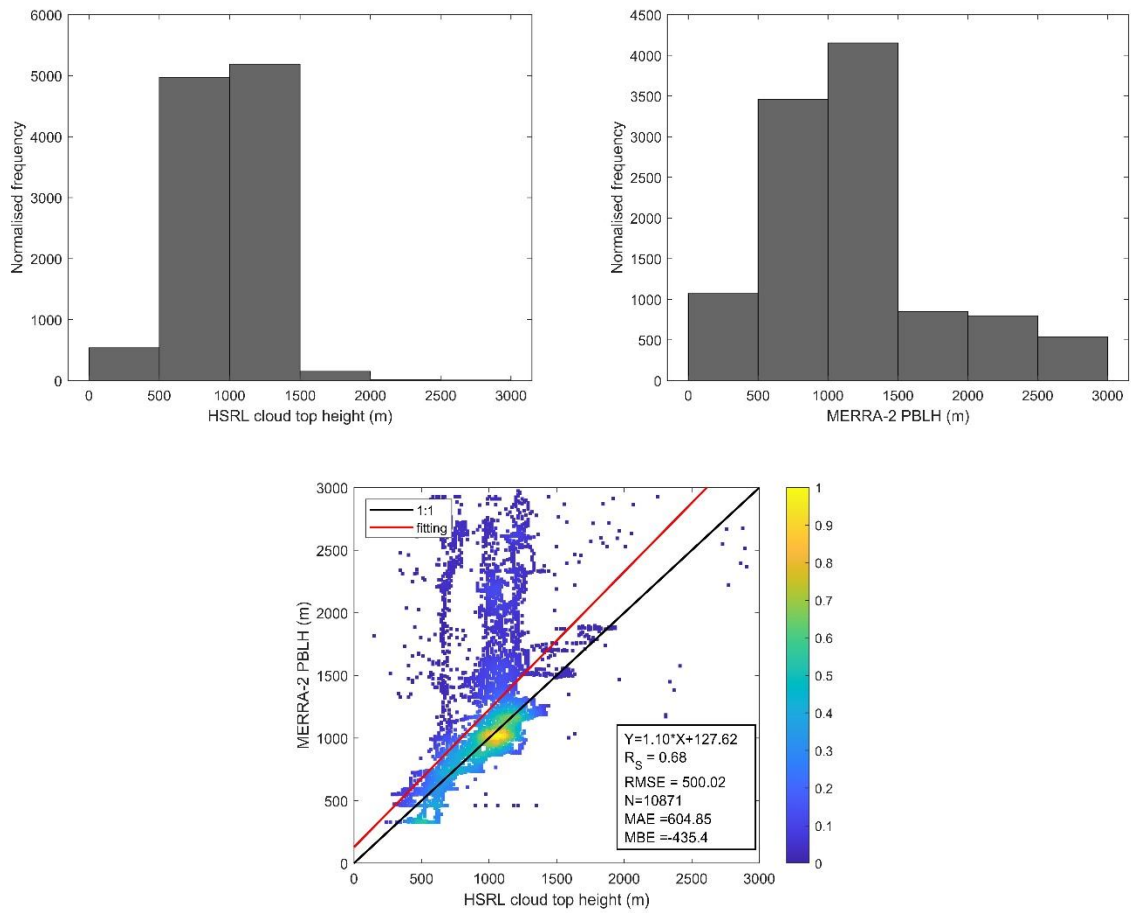 6000
5000
4000
3000
2000
1000
0
Normalised frequency
0 500 1000 1500 2000 2500 3000
HSRL cloud top height (m)
4500
4000
3500
3000
2500
2000
1500
1000
500
0
Normalised frequency
0 500 1000 1500 2000 2500 3000
MERRA-2 PBLH (m)
3000
2500
2000
1500
1000
500
0
MERRA-2 PBLH (m)
1:1
fitting
Y=1.10*X+127.62
R_S = 0.68
RMSE = 500.02
N=10871
MAE =604.85
MBE =-435.4
0 500 1000 1500 2000 2500 3000
HSRL cloud top height (m)
1
0.9
0.8
0.7
0.6
0.5
0.4
0.3
0.2
0.1
0